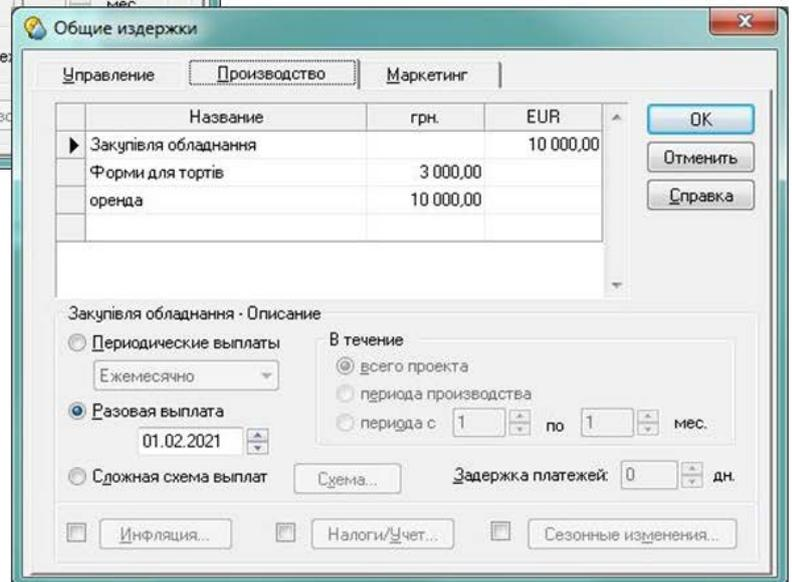 мес.
Общие издержки
Управление Производство Маркетинг
Название грн. EUR
Закупівля обладнання 10 000,00
Форми для тортів 3 000,00
оренда 10 000,00
OK
Отменить
Справка
Закупівля обладнання - Описание
Периодические выплаты
Ежемесячно
Разовая выплата
01.02.2021
Сложная схема выплат Схема...
В течение
всего проекта
периода производства
периода с 1 по 1 мес.
Задержка платежей: 0 дн.
Инфляция... Налоги/Учет... Сезонные изменения...